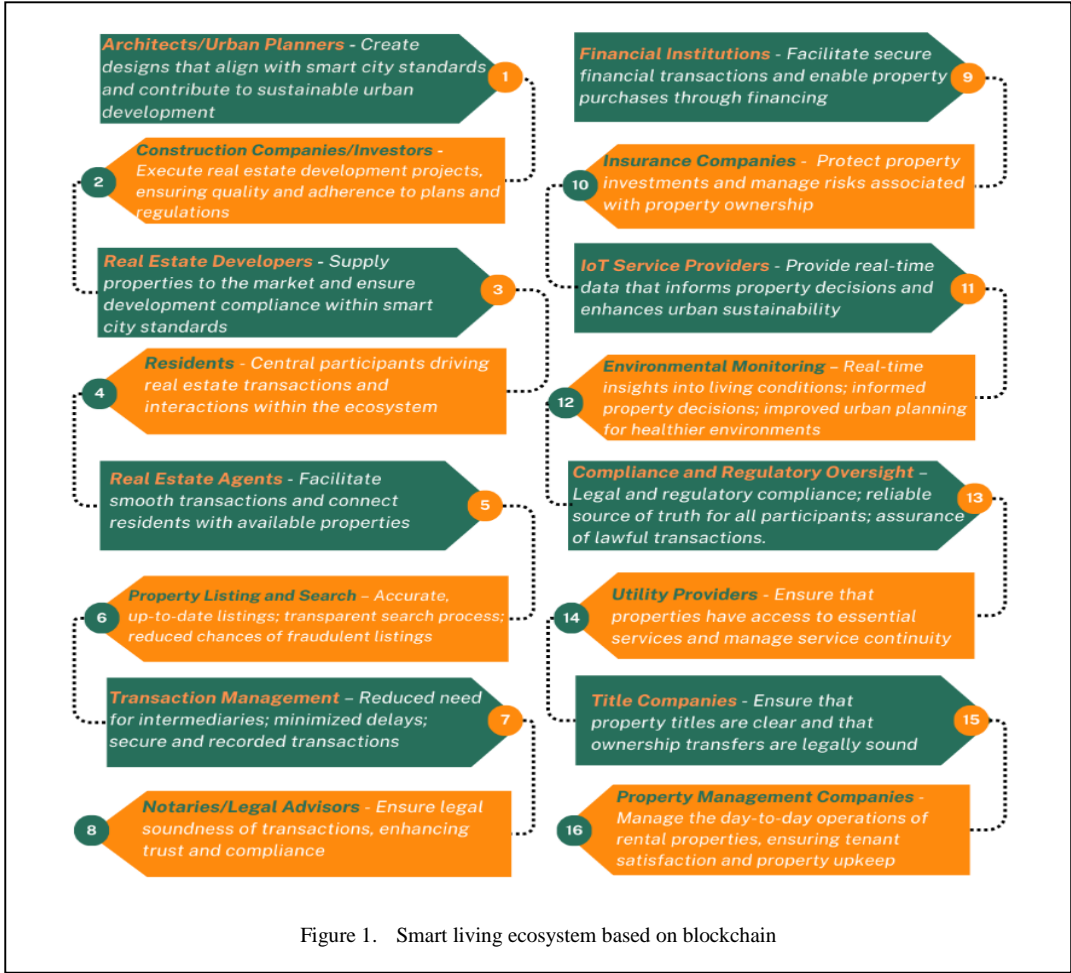 Architects/Urban Planners - Create
designs that align with smart city standards
and contribute to sustainable urban
development
1
Construction Companies/Investors -
Execute real estate development projects,
ensuring quality and adherence to plans and
regulations
2
Real Estate Developers - Supply
properties to the market and ensure
development compliance within smart
city standards
3
Residents - Central participants driving
real estate transactions and
interactions within the ecosystem
4
Real Estate Agents - Facilitate
smooth transactions and connect
residents with available properties
5
Property Listing and Search – Accurate,
up-to-date listings; transparent search process;
reduced chances of fraudulent listings
6
Transaction Management – Reduced need
for intermediaries; minimized delays;
secure and recorded transactions
7
Notaries/Legal Advisors - Ensure legal
soundness of transactions, enhancing
trust and compliance
8
Financial Institutions - Facilitate secure
financial transactions and enable property
purchases through financing
9
Insurance Companies - Protect property
investments and manage risks associated
with property ownership
10
IoT Service Providers - Provide real-time
data that informs property decisions and
enhances urban sustainability
11
Environmental Monitoring – Real-time
insights into living conditions; informed
property decisions; improved urban planning
for healthier environments
12
Compliance and Regulatory Oversight –
Legal and regulatory compliance; reliable
source of truth for all participants; assurance
of lawful transactions.
13
Utility Providers - Ensure that
properties have access to essential
services and manage service continuity
14
Title Companies - Ensure that
property titles are clear and that
ownership transfers are legally sound
15
Property Management Companies -
Manage the day-to-day operations of
rental properties, ensuring tenant
satisfaction and property upkeep
16
Figure 1. Smart living ecosystem based on blockchain